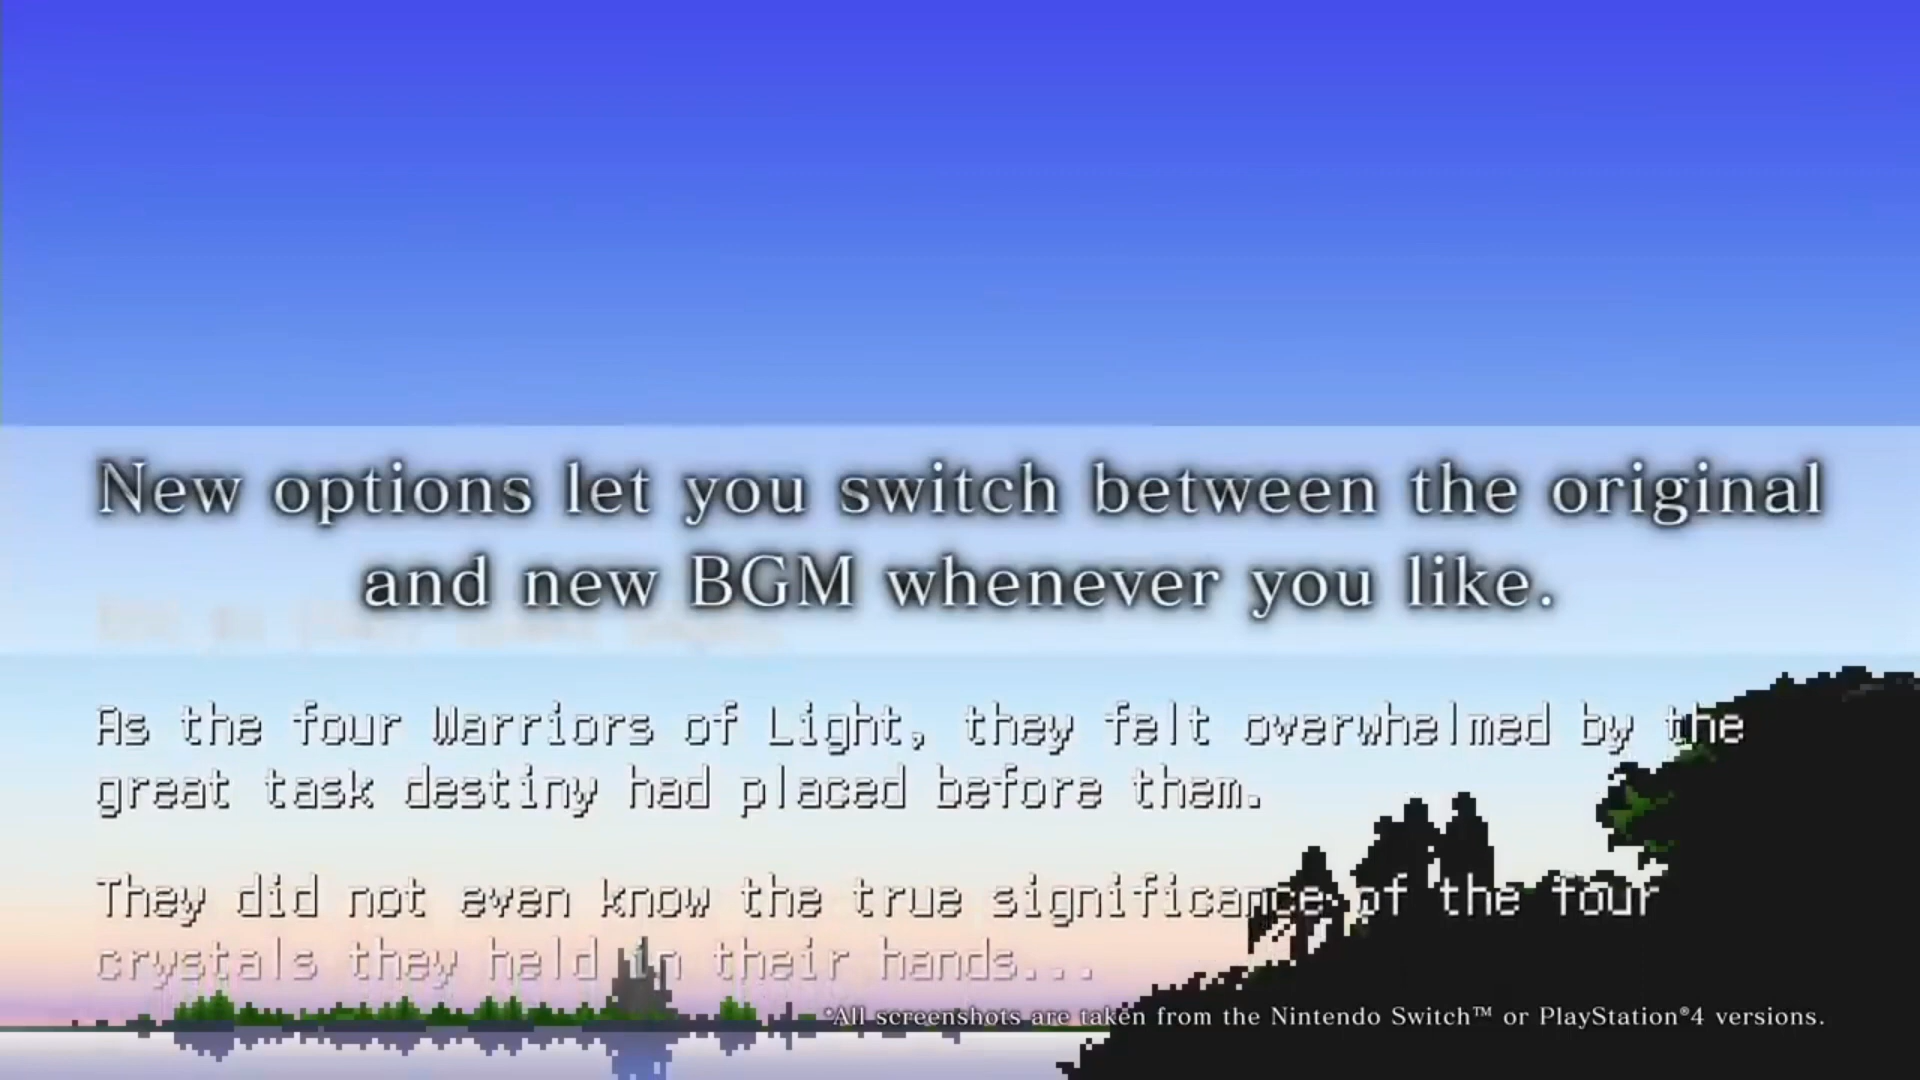 New options let you switch between the original
and new BGM whenever you like.
As the four Warriors of Light, they felt overwhelmed by the
great task destiny had placed before them.
They did not even know the true significance of the four
crystals they held in their hands...
*All screenshots are taken from the Nintendo Switch™ or PlayStation®4 versions.